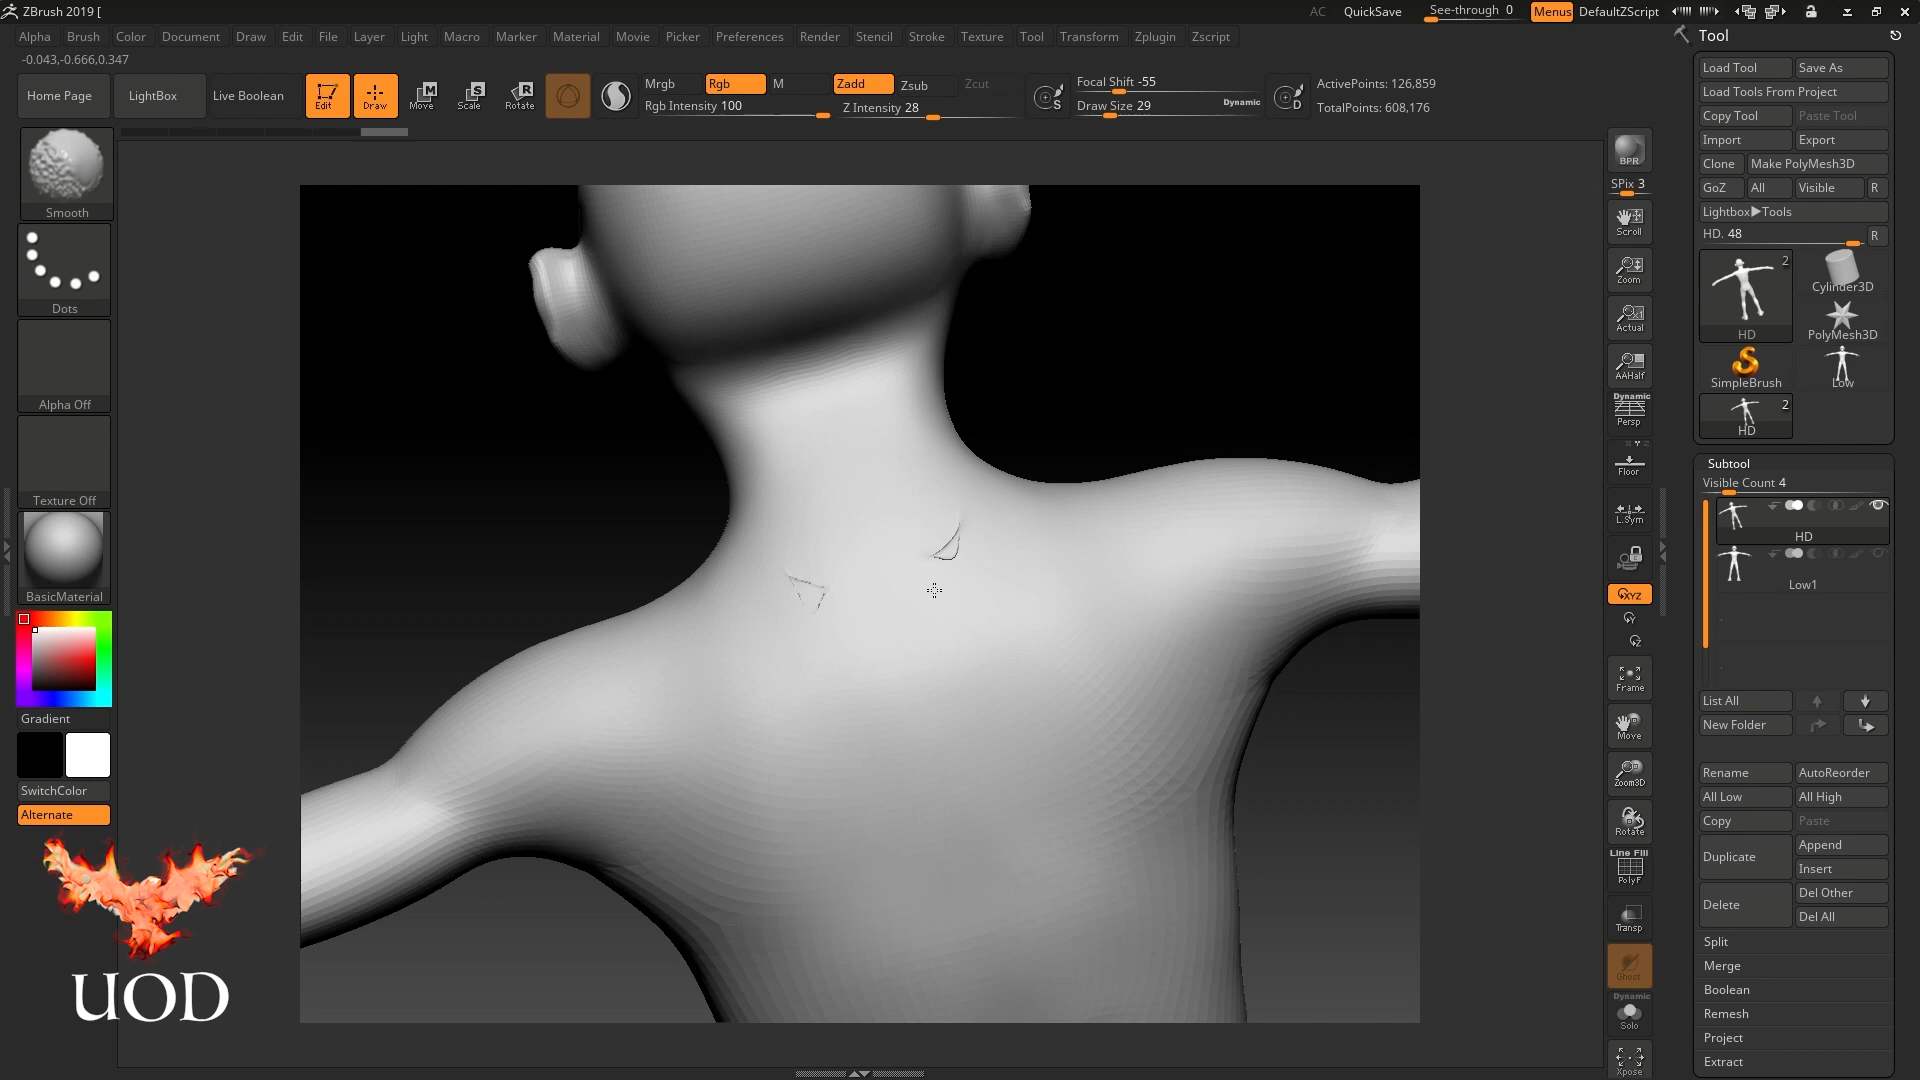 ZBrush 2019 [
AC QuickSave See-through 0 Menus DefaultZScript
Alpha Brush Color Document Draw Edit File Layer Light Macro Marker Material Movie Picker Preferences Render Stencil Stroke Texture Tool Transform Zplugin Zscript
-0.043,-0.666,0.347
Home Page LightBox Live Boolean Edit Draw Move Scale Rotate
Mrgb Rgb M Zadd Zsub Zcut
Rgb Intensity 100 Z Intensity 28
S Focal Shift -55
Draw Size 29 Dynamic D
ActivePoints: 126,859
TotalPoints: 608,176
Smooth
Dots
Alpha Off
Texture Off
BasicMaterial
Gradient
SwitchColor
Alternate
UOD
BPR
SPix 3
Scroll
Zoom
Actual
AAHalf
Dynamic
Persp
Floor
L.Sym
XYZ
Y
Z
Frame
Move
Zoom3D
Rotate
Line Fill
PolyF
Transp
Ghost
Dynamic
Solo
Xpose
Tool
Load Tool Save As
Load Tools From Project
Copy Tool Paste Tool
Import Export
Clone Make PolyMesh3D
GoZ All Visible R
Lightbox▶Tools
HD. 48 R
2
HD Cylinder3D
PolyMesh3D
SimpleBrush Low
2
HD
Subtool
Visible Count 4
HD
Low1
List All
New Folder
Rename AutoReorder
All Low All High
Copy Paste
Duplicate Append
Insert
Delete Del Other
Del All
Split
Merge
Boolean
Remesh
Project
Extract